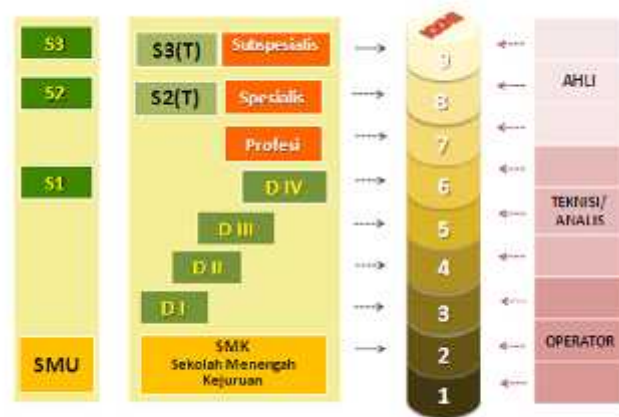 S3
S2
S1
SMU
S3(T)
Subspesialis
S2(T)
Spesialis
Profesi
D IV
D III
D II
D I
SMK
Sekolah Menengah
Kejuruan
9
8
7
6
5
4
3
2
1
AHLI
TEKNISI/
ANALIS
OPERATOR